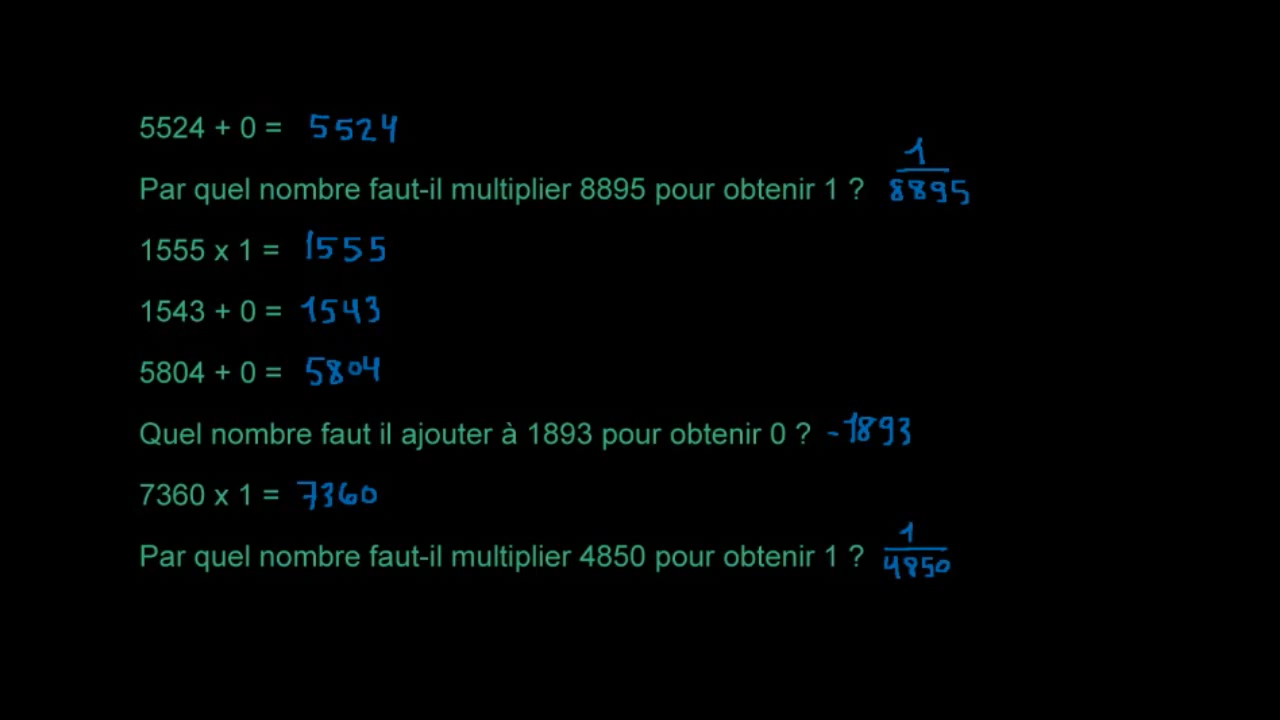 5524 + 0 = 5524
Par quel nombre faut-il multiplier 8895 pour obtenir 1 ? 1/8895
1555 x 1 = 1555
1543 + 0 = 1543
5804 + 0 = 5804
Quel nombre faut il ajouter à 1893 pour obtenir 0 ? -1893
7360 x 1 = 7360
Par quel nombre faut-il multiplier 4850 pour obtenir 1 ? 1/4850